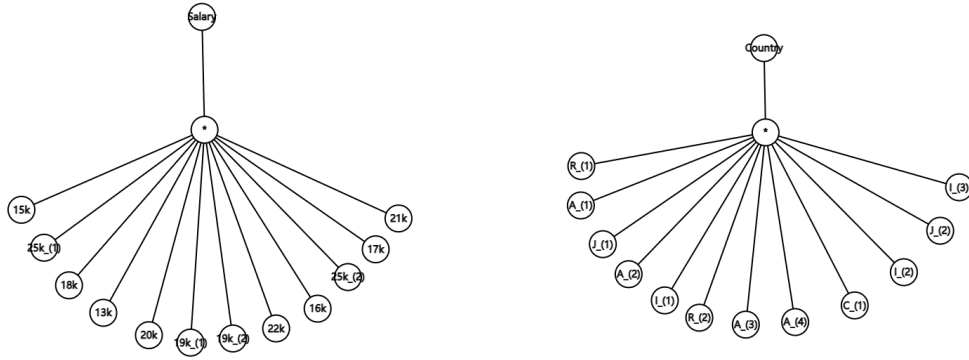 Salary
*
15k
25k_(1)
18k
13k
20k
19k_(1)
19k_(2)
22k
16k
25k_(2)
17k
21k
Country
*
R_(1)
A_(1)
J_(1)
A_(2)
I_(1)
R_(2)
A_(3)
A_(4)
C_(1)
I_(2)
J_(2)
I_(3)